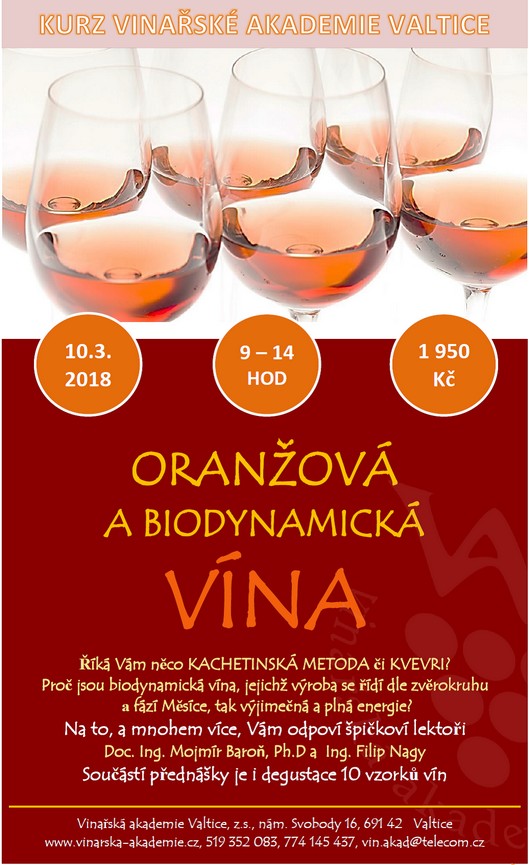 KURZ VINAŘSKÉ AKADEMIE VALTICE
10.3.
2018
9 – 14
HOD
1 950
Kč
ORANŽOVÁ
A BIODYNAMICKÁ
VÍNA
Říká Vám něco KACHETINSKÁ METODA či KVEVRI?
Proč jsou biodynamická vína, jejichž výroba se řídí dle zvěrokruhu
a fází Měsíce, tak výjimečná a plná energie?
Na to, a mnohem více, Vám odpoví špičkoví lektoři
Doc. Ing. Mojmír Baroň, Ph.D a Ing. Filip Nagy
Součástí přednášky je i degustace 10 vzorků vín
Vinařská akademie Valtice, z.s., nám. Svobody 16, 691 42 Valtice
www.vinarska-akademie.cz, 519 352 083, 774 145 437, vin.akad@telecom.cz